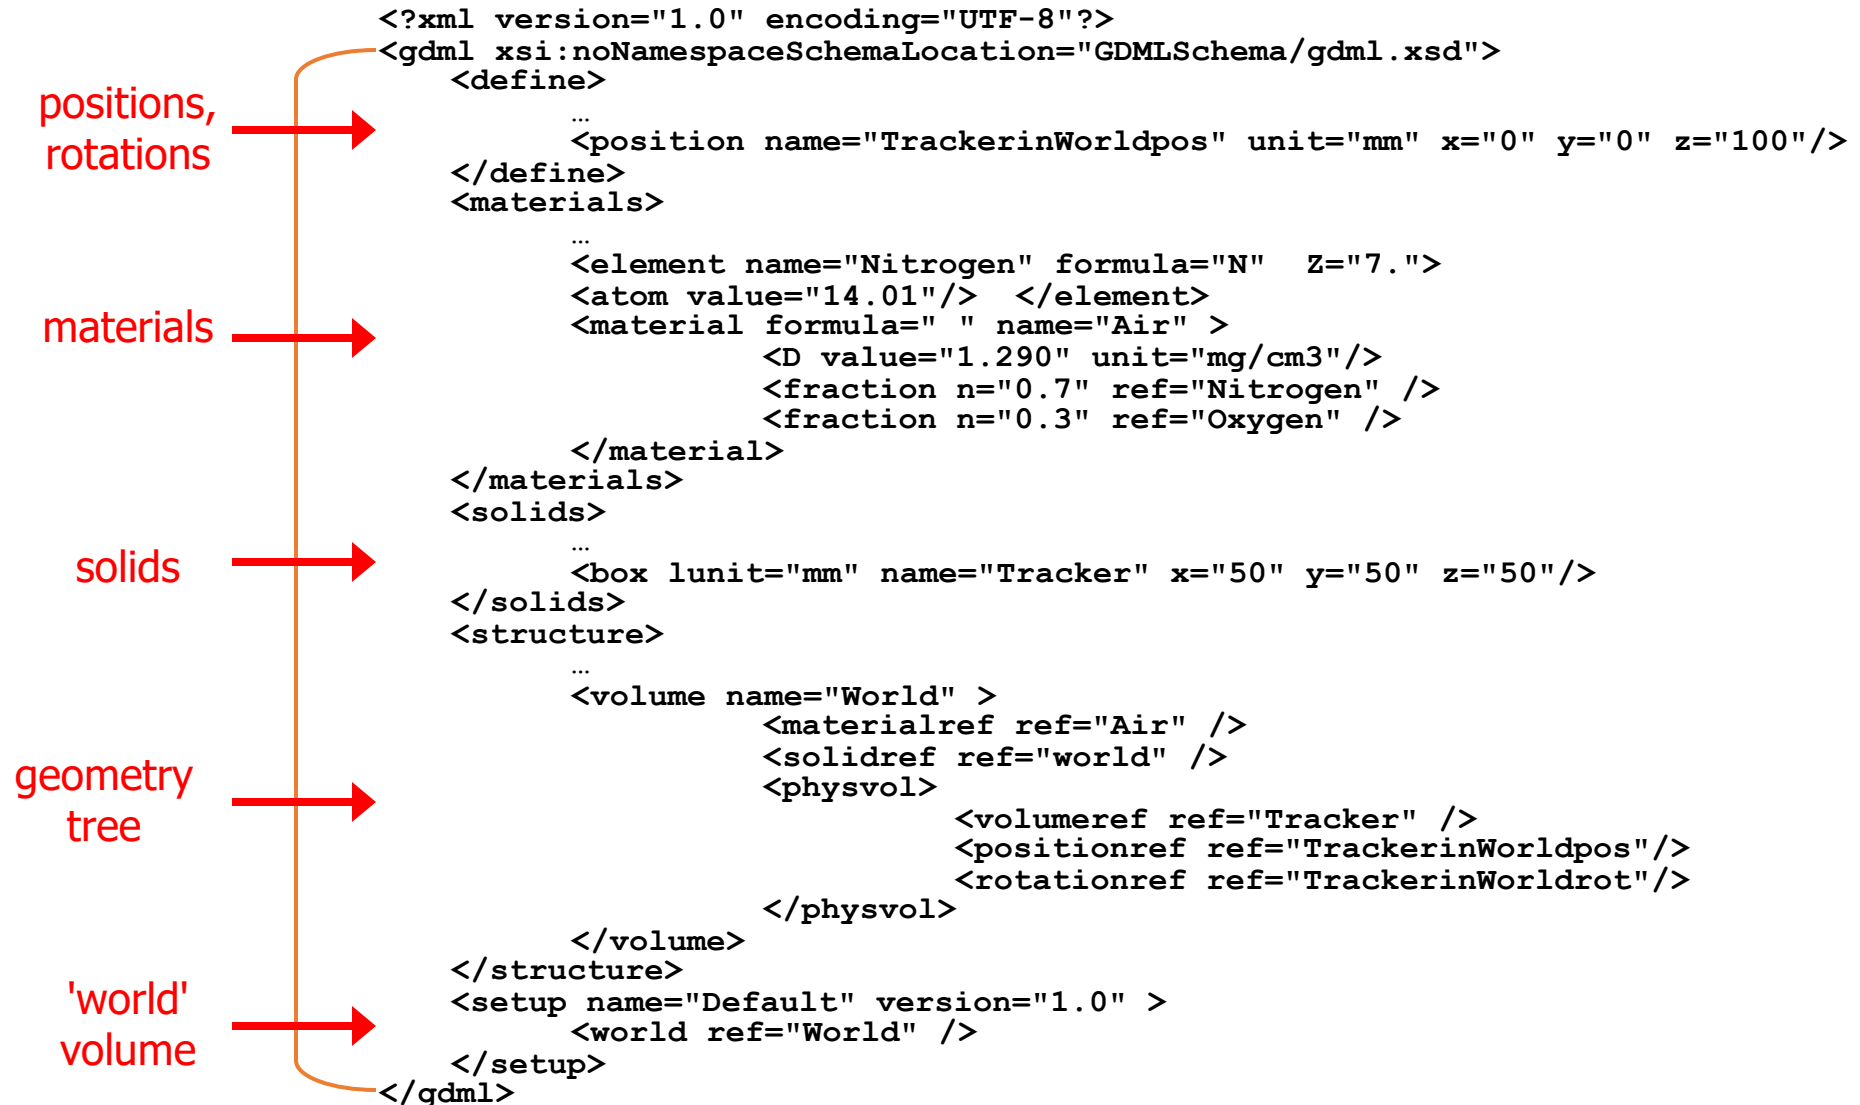 <?xml version="1.0" encoding="UTF-8"?>
<gdml xsi:noNamespaceSchemaLocation="GDMLSchema/gdml.xsd">
<define>
positions,
rotations
…
<position name="TrackerinWorldpos" unit="mm" x="0" y="0" z="100"/>
</define>
<materials>
…
<element name="Nitrogen" formula="N"  Z="7.">
<atom value="14.01"/>  </element>
materials
<material formula=" " name="Air" >
<D value="1.290" unit="mg/cm3"/>
<fraction n="0.7" ref="Nitrogen" />
<fraction n="0.3" ref="Oxygen" />
</material>
</materials>
<solids>
…
solids
<box lunit="mm" name="Tracker" x="50" y="50" z="50"/>
</solids>
<structure>
…
<volume name="World" >
<materialref ref="Air" />
<solidref ref="world" />
geometry
tree
<physvol>
<volumeref ref="Tracker" />
<positionref ref="TrackerinWorldpos"/>
<rotationref ref="TrackerinWorldrot"/>
</physvol>
</volume>
</structure>
'world'
volume
<setup name="Default" version="1.0" >
<world ref="World" />
</setup>
</gdml>